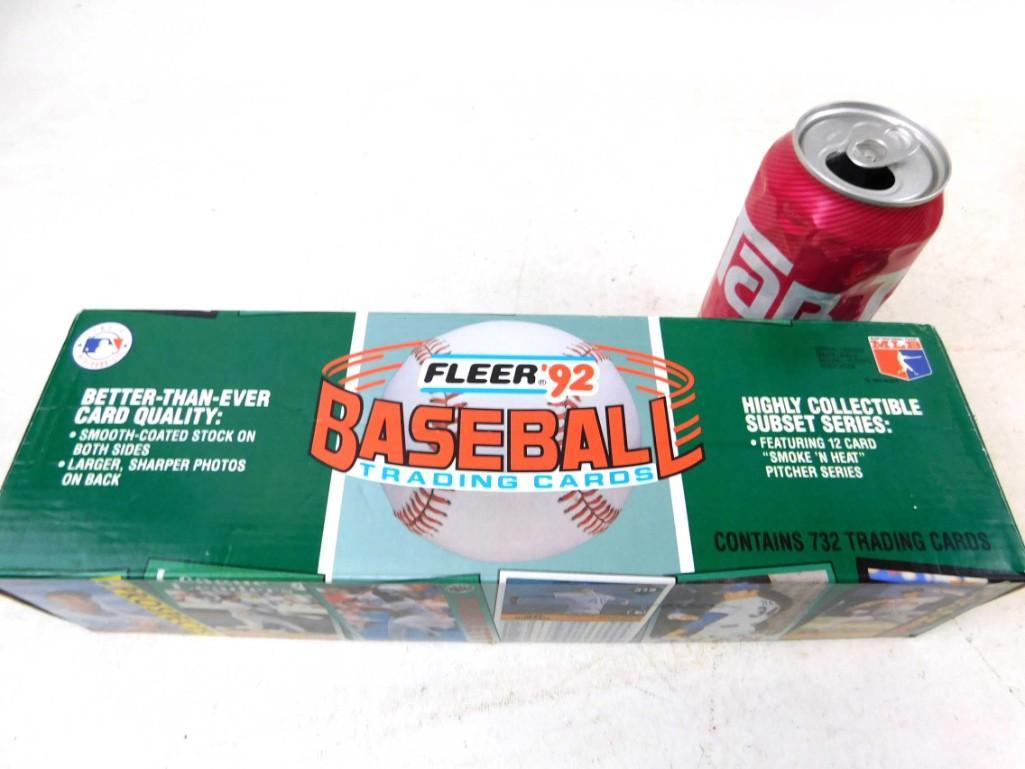 BETTER-THAN-EVER
CARD QUALITY:
• SMOOTH-COATED STOCK ON
BOTH SIDES
• LARGER, SHARPER PHOTOS
ON BACK
FLEER® '92
BASEBALL
TRADING CARDS
MLB
HIGHLY COLLECTIBLE
SUBSET SERIES:
• FEATURING 12 CARD
"SMOKE 'N HEAT"
PITCHER SERIES
CONTAINS 732 TRADING CARDS